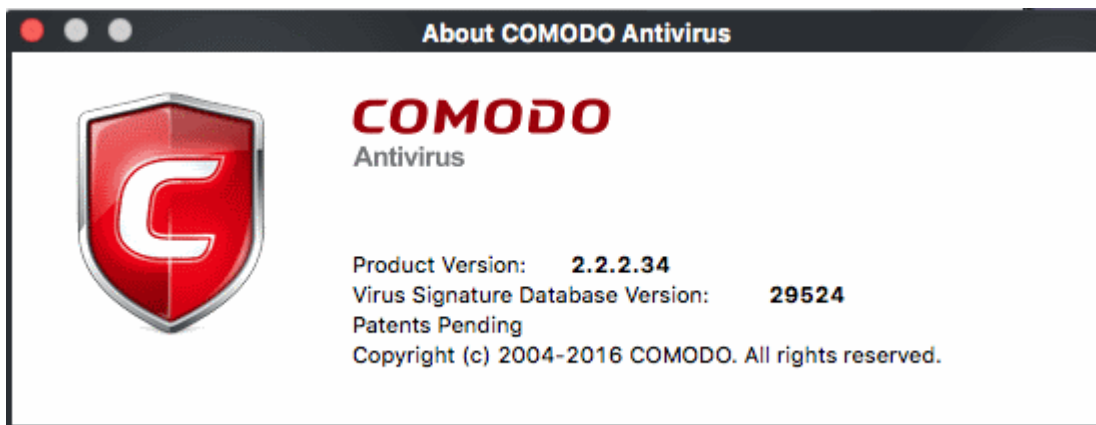 About COMODO Antivirus
COMODO
Antivirus
C
Product Version: 2.2.2.34
Virus Signature Database Version: 29524
Patents Pending
Copyright (c) 2004-2016 COMODO. All rights reserved.